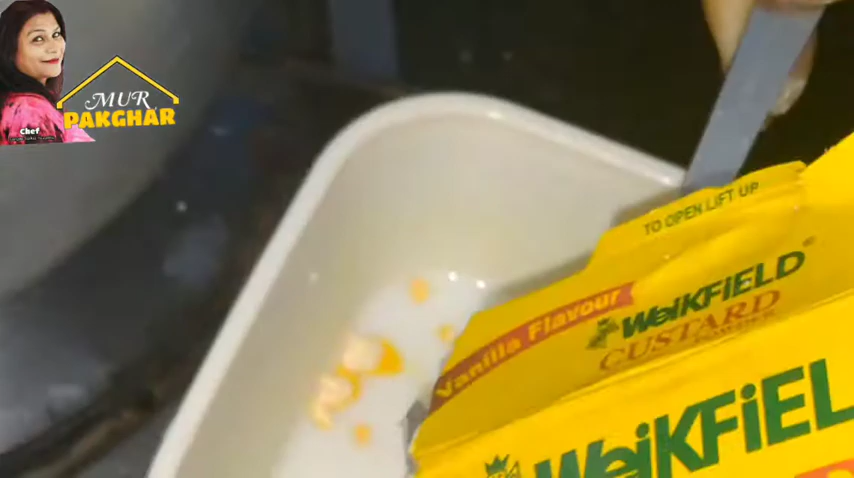 MUR
PAKGHAR
Chef
TO OPEN LIFT UP
Vanilla Flavour
WeiKFiELD
CUSTARD
POWDER
WeiKFiEL